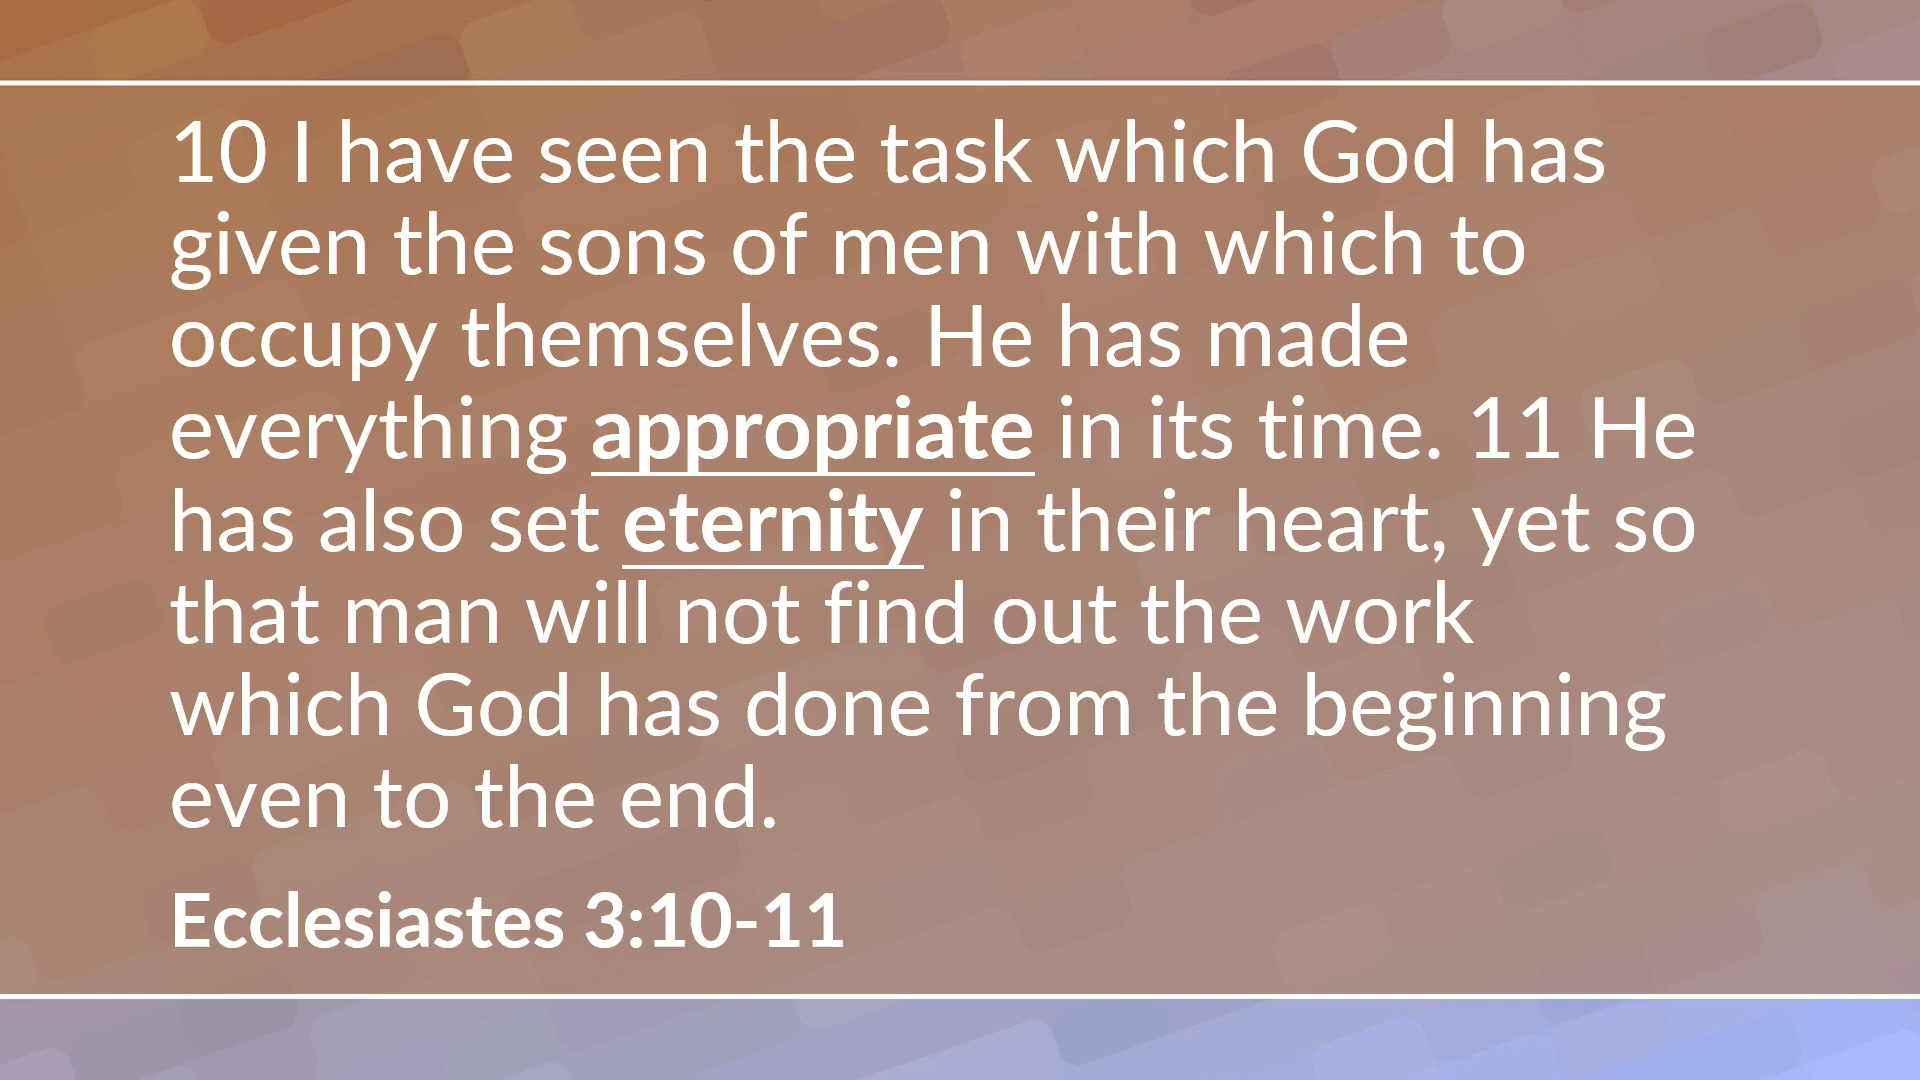 10 I have seen the task which God has
given the sons of men with which to
occupy themselves. He has made
everything appropriate in its time. 11 He
has also set eternity in their heart, yet so
that man will not find out the work
which God has done from the beginning
even to the end.
Ecclesiastes 3:10-11